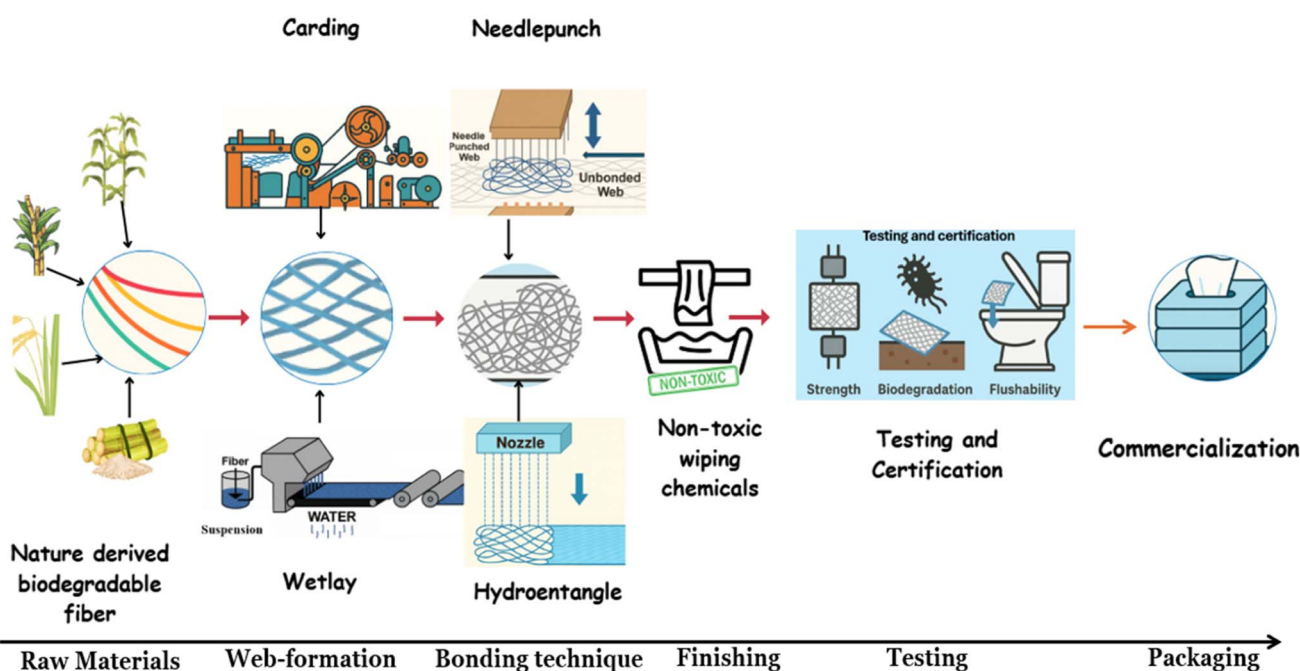 Carding
Needlepunch
Needle
Punched
Web
Unbonded
Web
Testing and certification
Strength
Biodegradation
Flushability
NON-TOXIC
Non-toxic
wiping
chemicals
Testing and
Certification
Commercialization
Fiber
Suspension
WATER
Nozzle
Nature derived
biodegradable
fiber
Wetlay
Hydroentangle
Raw Materials
Web-formation
Bonding technique
Finishing
Testing
Packaging